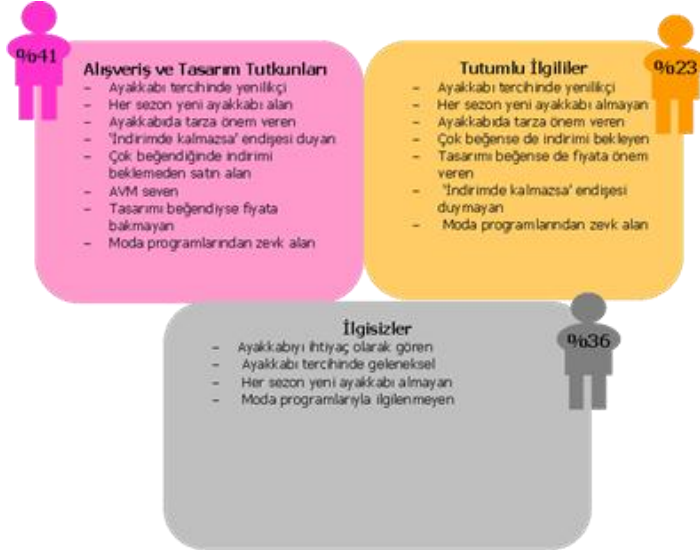 %41
Alışveriş ve Tasarım Tutkunları
- Ayakkabı tercihinde yenilikçi
- Her sezon yeni ayakkabı alan
- Ayakkabıda tarza önem veren
- 'İndirimde kalmazsa' endişesi duyan
- Çok beğendiğinde indirimi
beklemeden satın alan
- AVM seven
- Tasarımı beğendiyse fiyata
bakmayan
- Moda programlarından zevk alan
%23
Tutumlu İlgililer
- Ayakkabı tercihinde yenilikçi
- Her sezon yeni ayakkabı almayan
- Ayakkabıda tarza önem veren
- Çok beğense de indirimi bekleyen
- Tasarımı beğense de fiyata önem
veren
- 'İndirimde kalmazsa' endişesi
duymayan
- Moda programlarından zevk alan
%36
İlgisizler
- Ayakkabıyı ihtiyaç olarak gören
- Ayakkabı tercihinde geleneksel
- Her sezon yeni ayakkabı almayan
- Moda programlarıyla ilgilenmeyen